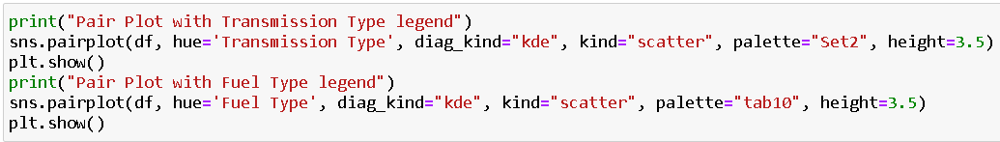 print("Pair Plot with Transmission Type legend")
sns.pairplot(df, hue='Transmission Type', diag_kind="kde", kind="scatter", palette="Set2", height=3.5)
plt.show()
print("Pair Plot with Fuel Type legend")
sns.pairplot(df, hue='Fuel Type', diag_kind="kde", kind="scatter", palette="tab10", height=3.5)
plt.show()